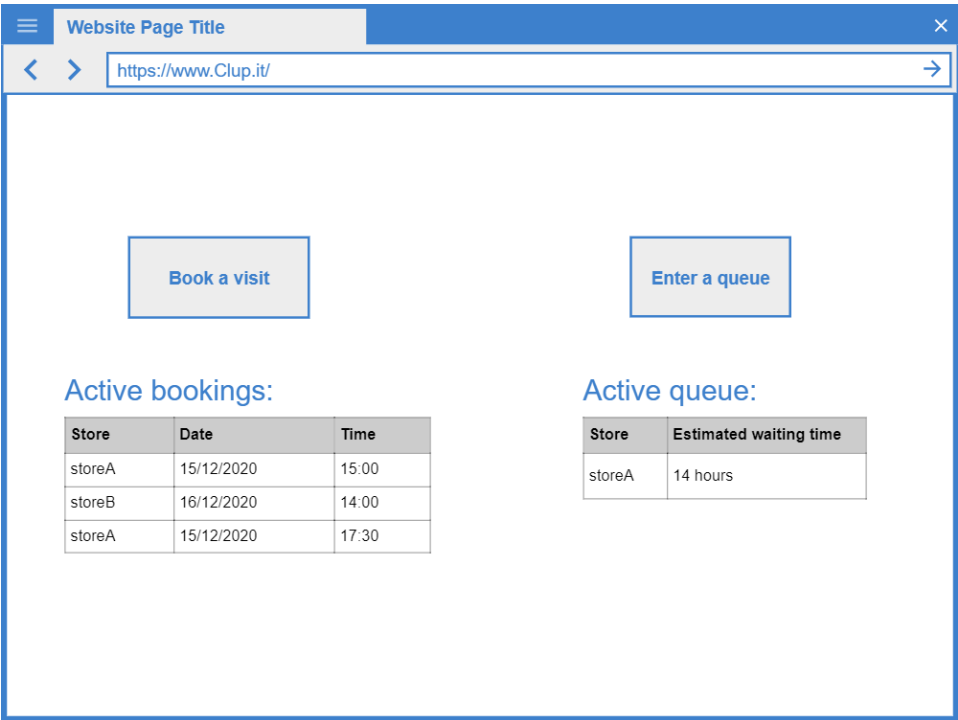 Website Page Title
https://www.Clup.it/
Book a visit
Enter a queue
Active bookings:
Store Date Time
storeA 15/12/2020 15:00
storeB 16/12/2020 14:00
storeA 15/12/2020 17:30
Active queue:
Store Estimated waiting time
storeA 14 hours